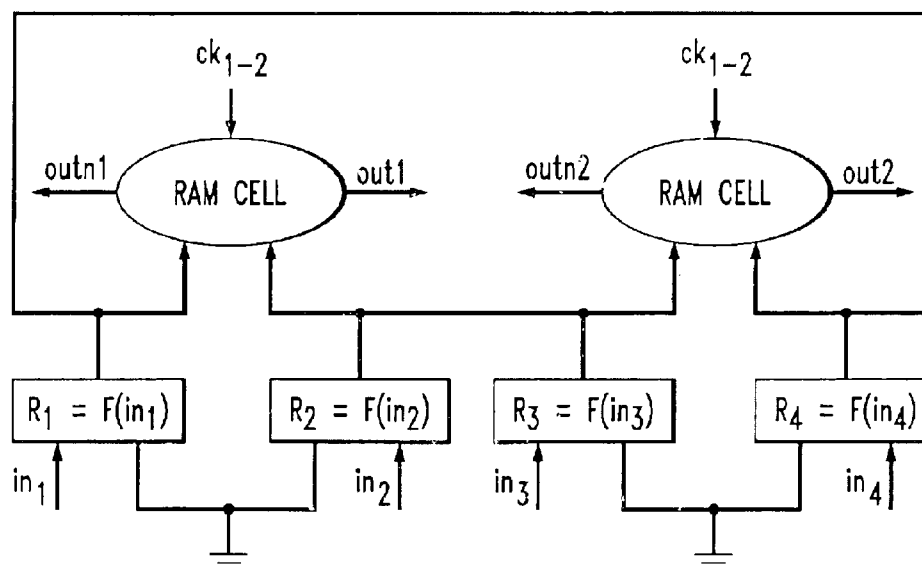 ck1-2 ck1-2
outn1 RAM CELL out1 outn2 RAM CELL out2
R1 = F(in1) R2 = F(in2) R3 = F(in3) R4 = F(in4)
in1 in2 in3 in4